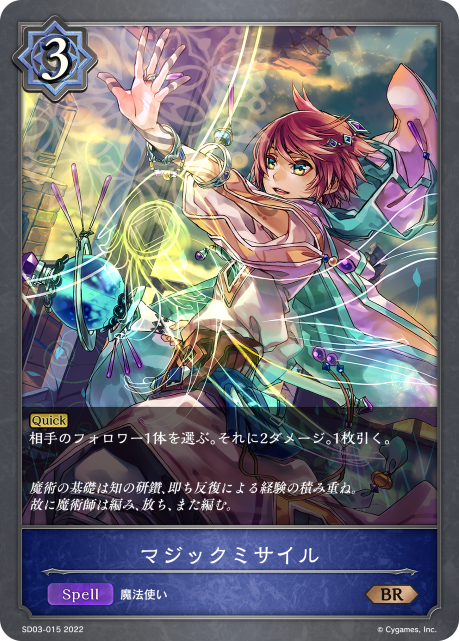 3
Quick
相手のフォロワー1体を選ぶ。それに2ダメージ。1枚引く。
魔術の基礎は知の研鑽、即ち反復による経験の積み重ね。
故に魔術師は編み、放ち、また編む。
マジックミサイル
Spell 魔法使い BR
SD03-015 2022 © Cygames, Inc.